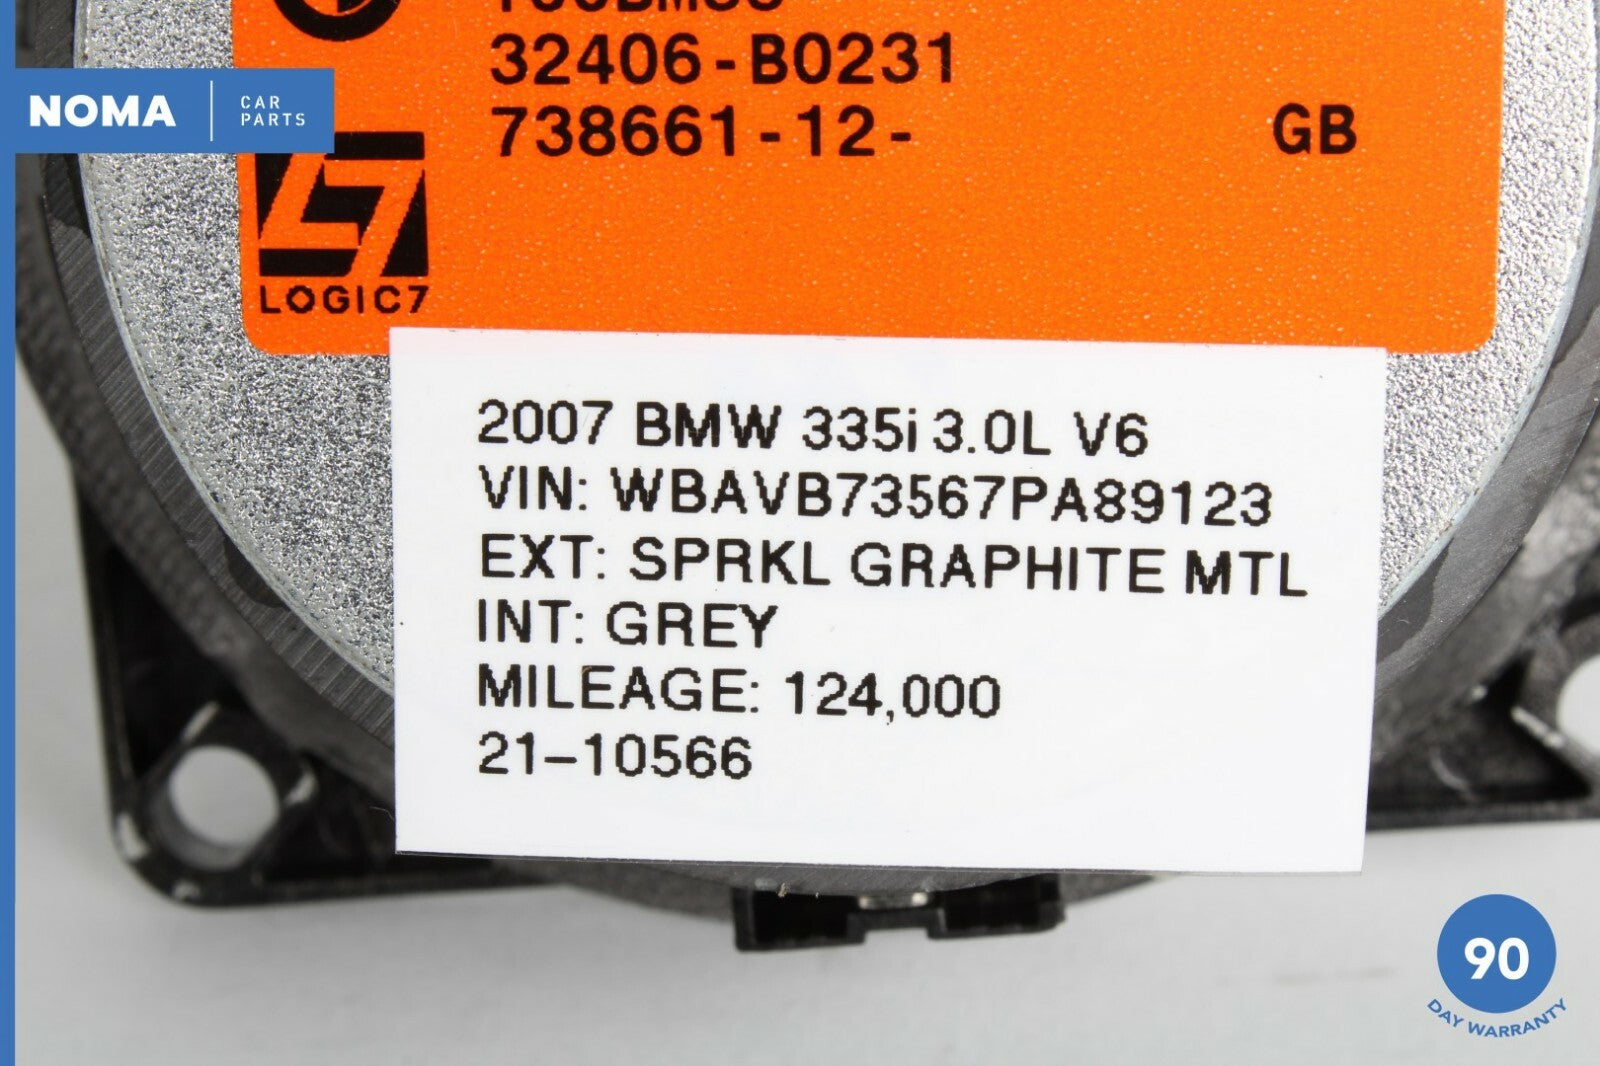 32406-B0231
738661-12-
GB
NOMA
CAR
PARTS
LOGIC7
2007 BMW 335i 3.0L V6
VIN: WBAVB73567PA89123
EXT: SPRKL GRAPHITE MTL
INT: GREY
MILEAGE: 124,000
21-10566
90
DAY WARRANTY